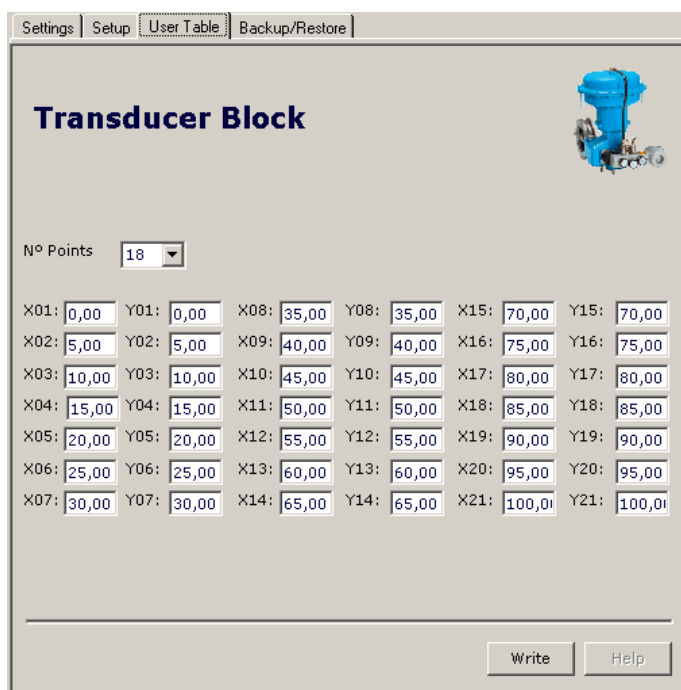 Settings Setup User Table Backup/Restore
Transducer Block
Nº Points 18
X01: 0,00 Y01: 0,00 X08: 35,00 Y08: 35,00 X15: 70,00 Y15: 70,00
X02: 5,00 Y02: 5,00 X09: 40,00 Y09: 40,00 X16: 75,00 Y16: 75,00
X03: 10,00 Y03: 10,00 X10: 45,00 Y10: 45,00 X17: 80,00 Y17: 80,00
X04: 15,00 Y04: 15,00 X11: 50,00 Y11: 50,00 X18: 85,00 Y18: 85,00
X05: 20,00 Y05: 20,00 X12: 55,00 Y12: 55,00 X19: 90,00 Y19: 90,00
X06: 25,00 Y06: 25,00 X13: 60,00 Y13: 60,00 X20: 95,00 Y20: 95,00
X07: 30,00 Y07: 30,00 X14: 65,00 Y14: 65,00 X21: 100,0 Y21: 100,0
Write Help